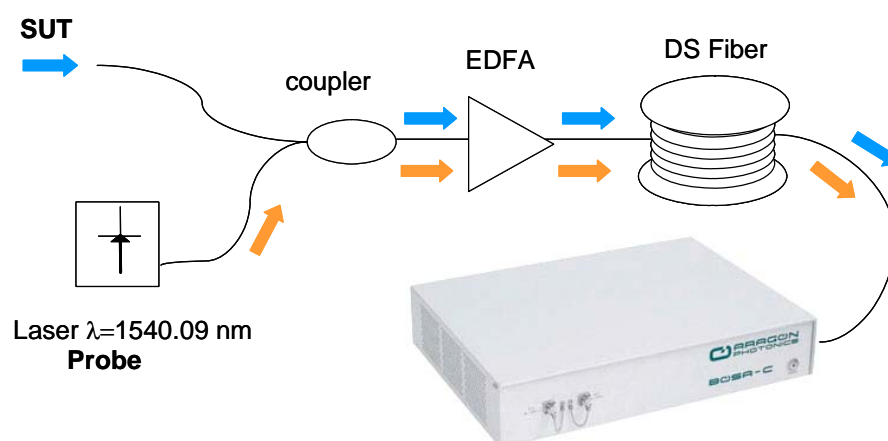 SUT
coupler
EDFA
DS Fiber
Laser λ=1540.09 nm
Probe
ARAGON
PHOTONICS
BOSA-C